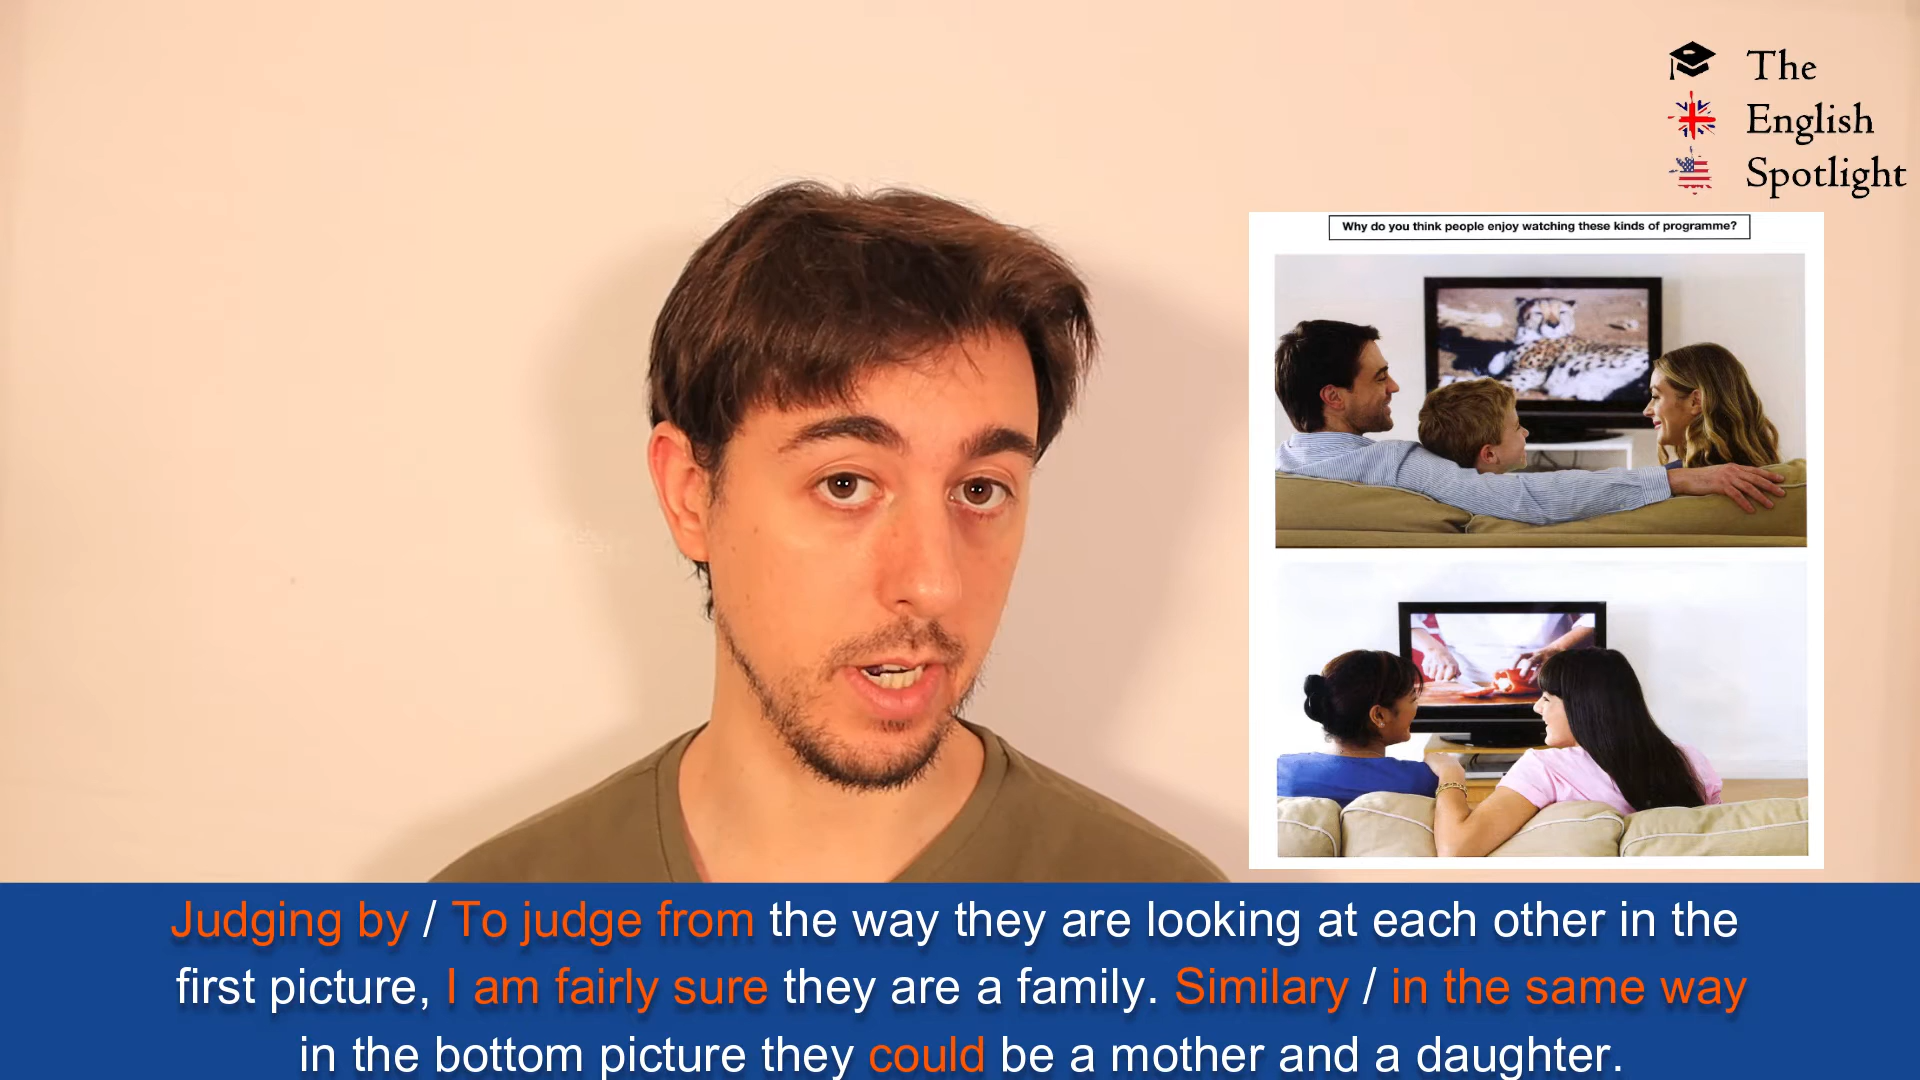 The
English
Spotlight
Why do you think people enjoy watching these kinds of programme?
Judging by / To judge from the way they are looking at each other in the
first picture, I am fairly sure they are a family. Similary / in the same way
in the bottom picture they could be a mother and a daughter.